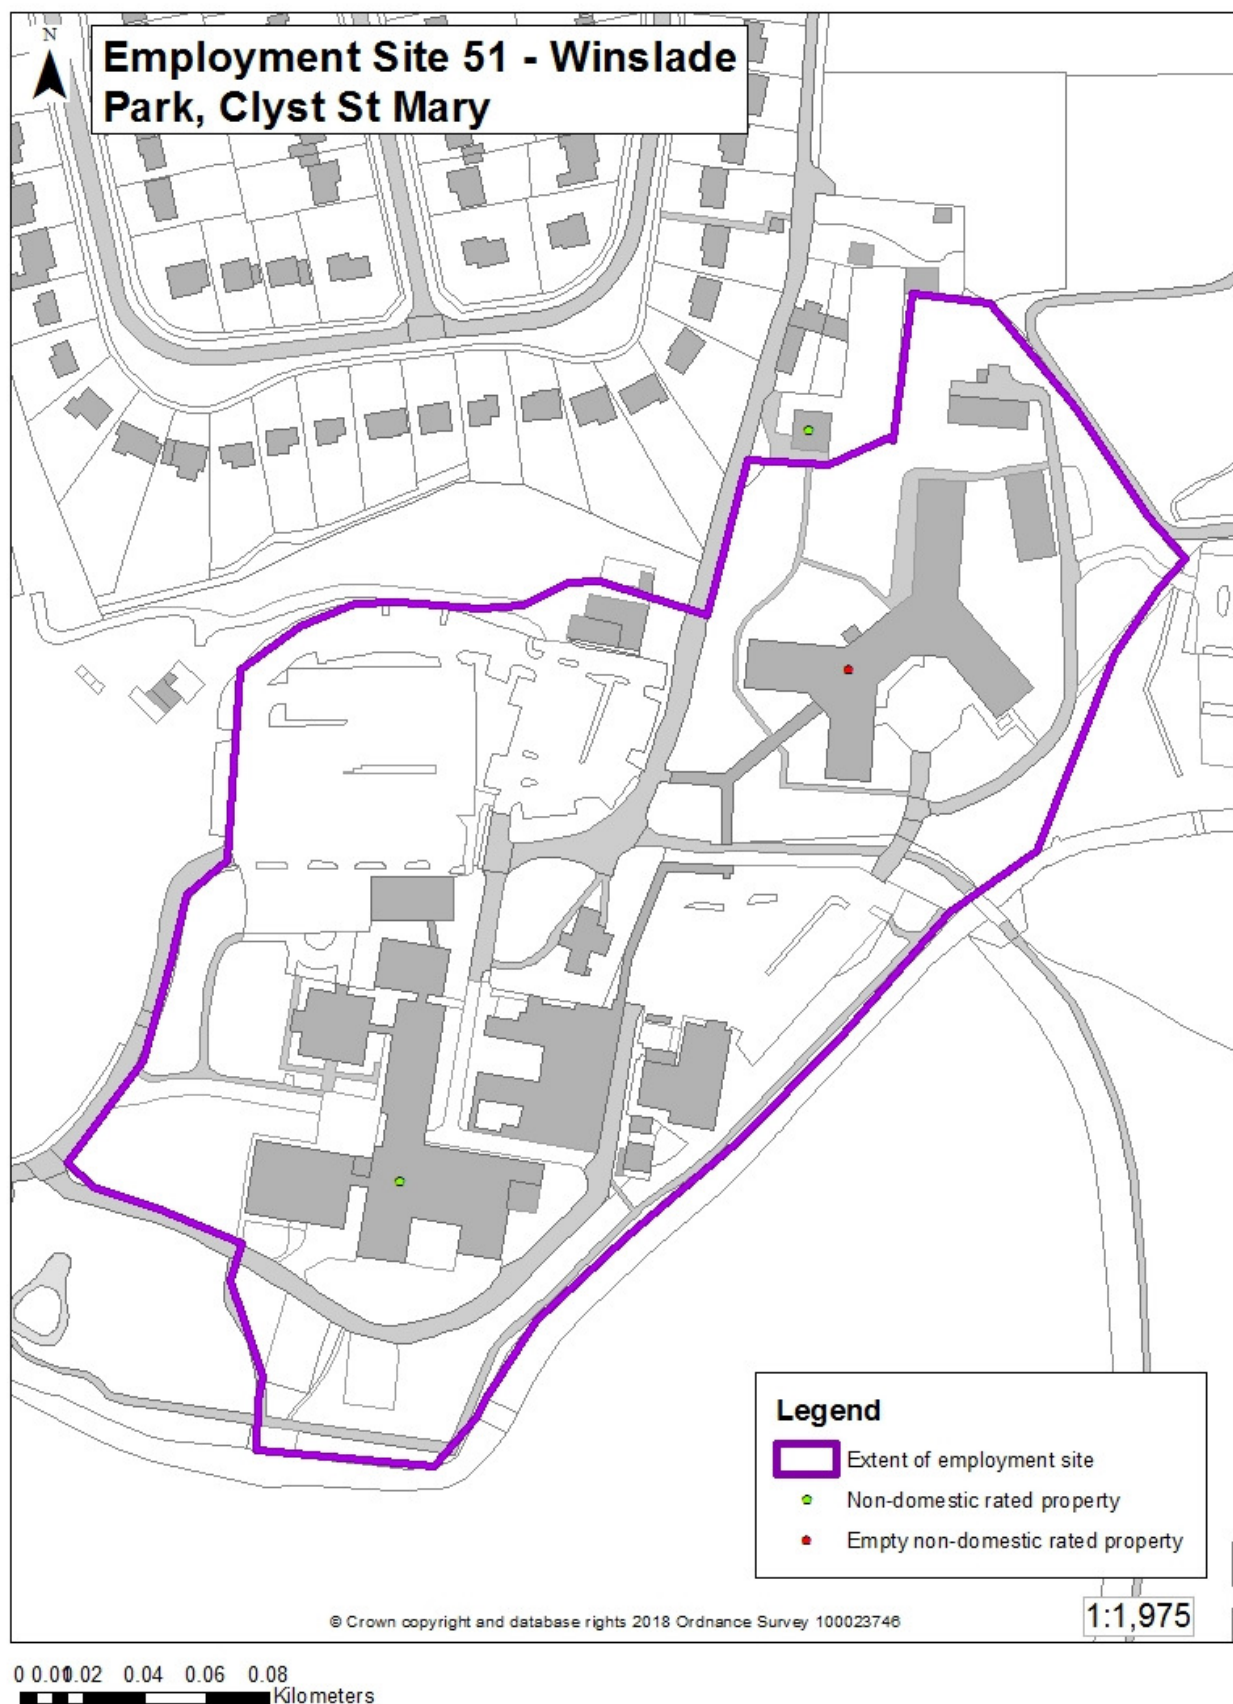 N
Employment Site 51 - Winslade
Park, Clyst St Mary
Legend
Extent of employment site
Non-domestic rated property
Empty non-domestic rated property
© Crown copyright and database rights 2018 Ordnance Survey 100023746
1:1,975
0 0.01 0.02 0.04 0.06 0.08
Kilometers